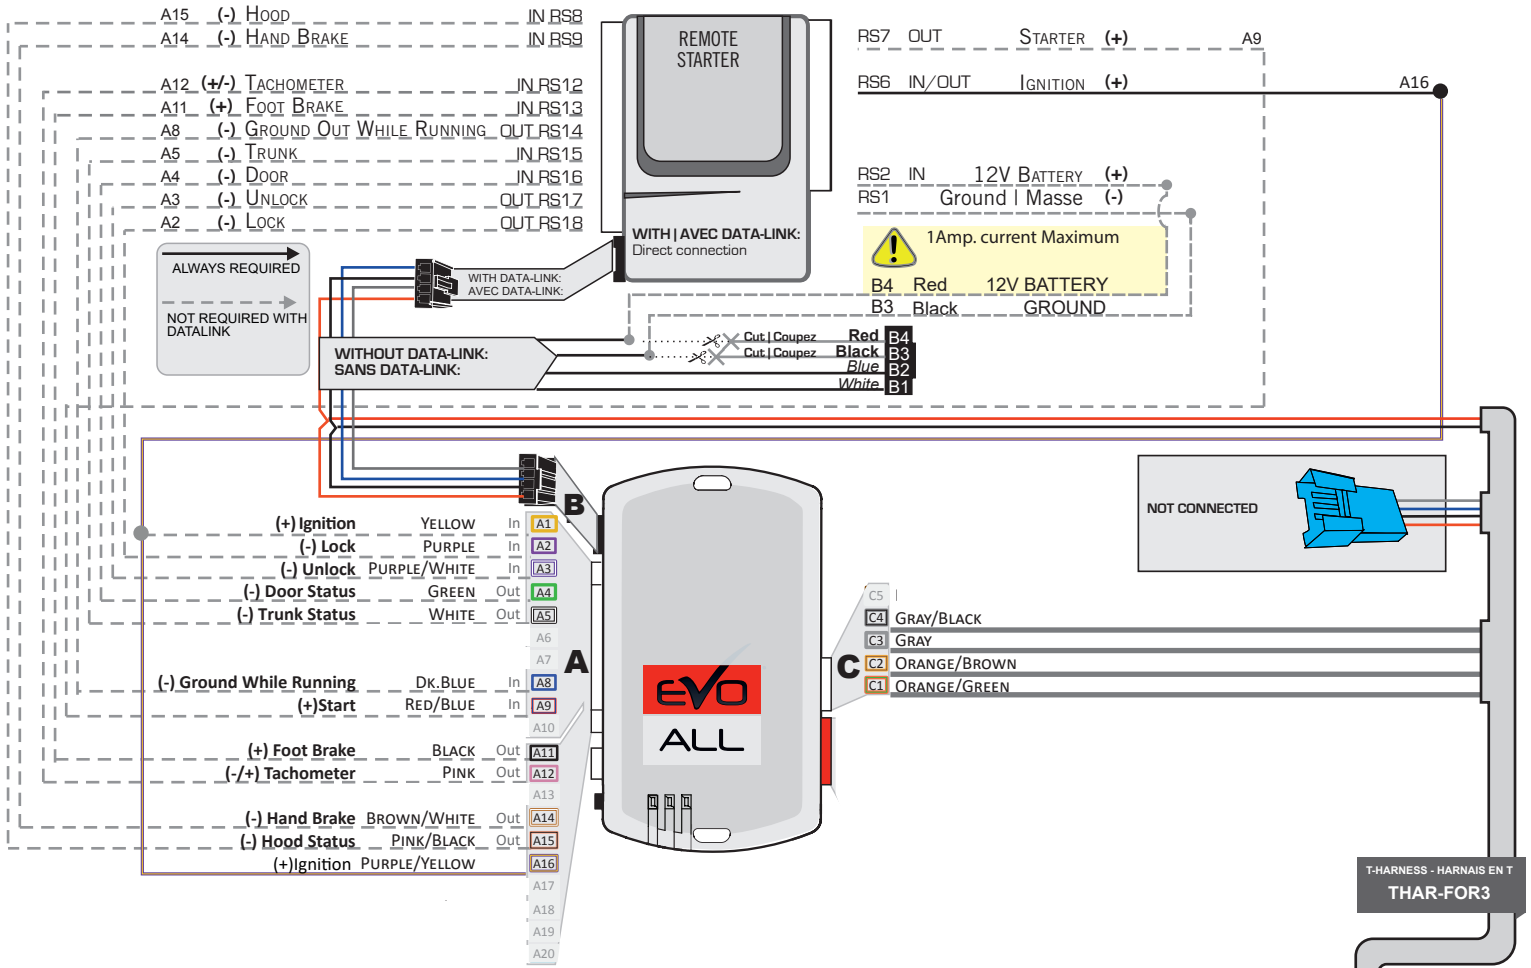 A15 (-) HOOD IN RS8
A14 (-) HAND BRAKE IN RS9
A12 (+/-) TACHOMETER IN RS12
A11 (+) FOOT BRAKE IN RS13
A8 (-) GROUND OUT WHILE RUNNING OUT RS14
A5 (-) TRUNK IN RS15
A4 (-) DOOR IN RS16
A3 (-) UNLOCK OUT RS17
A2 (-) LOCK OUT RS18
REMOTE
STARTER
WITH | AVEC DATA-LINK:
Direct connection
RS7 OUT STARTER (+) A9
RS6 IN/OUT IGNITION (+) A16
RS2 IN 12V BATTERY (+)
RS1 Ground | Masse (-)
1Amp. current Maximum
B4 Red 12V BATTERY
B3 Black GROUND
ALWAYS REQUIRED
NOT REQUIRED WITH
DATALINK
WITH DATA-LINK:
AVEC DATA-LINK:
WITHOUT DATA-LINK:
SANS DATA-LINK:
Cut | Coupez Red B4
Cut | Coupez Black B3
Blue B2
White B1
NOT CONNECTED
B
(+) Ignition YELLOW In A1
(-) Lock PURPLE In A2
(-) Unlock PURPLE/WHITE In A3
(-) Door Status GREEN Out A4
(-) Trunk Status WHITE Out A5
A6
A7
A
(-) Ground While Running DK.BLUE In A8
(+)Start RED/BLUE In A9
A10
(+) Foot Brake BLACK Out A11
(-/+) Tachometer PINK Out A12
A13
(-) Hand Brake BROWN/WHITE Out A14
(-) Hood Status PINK/BLACK Out A15
(+)Ignition PURPLE/YELLOW A16
A17
A18
A19
A20
EVO
ALL
C
C5
C4 GRAY/BLACK
C3 GRAY
C2 ORANGE/BROWN
C1 ORANGE/GREEN
T-HARNESS - HARNAIS EN T
THAR-FOR3